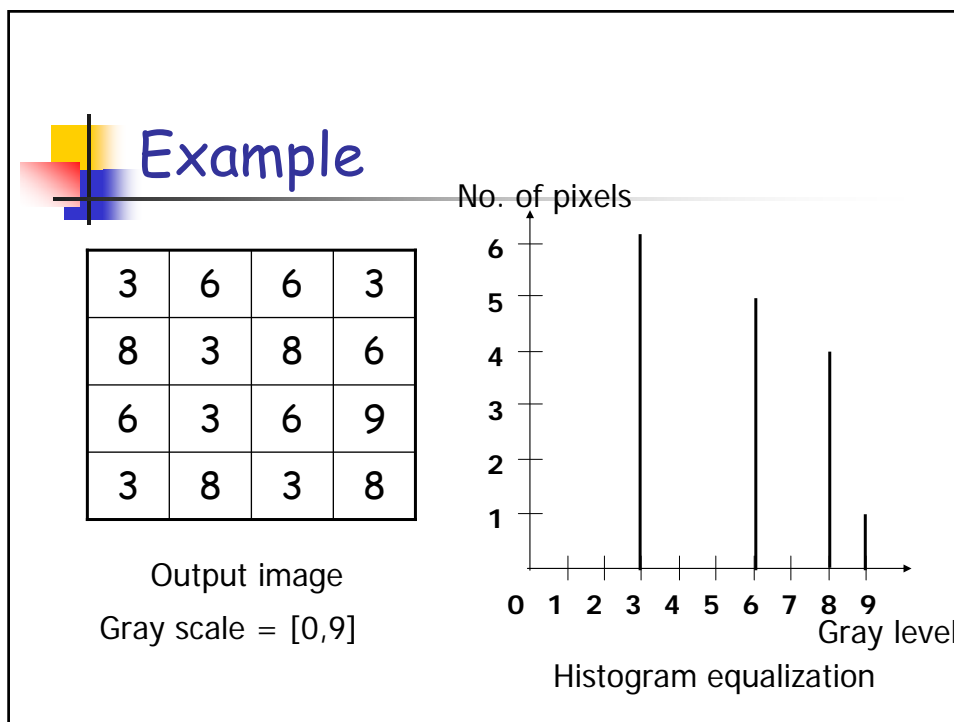 Example
3 6 6 3
8 3 8 6
6 3 6 9
3 8 3 8
Output image
Gray scale = [0,9]
No. of pixels
6
5
4
3
2
1
0 1 2 3 4 5 6 7 8 9
Gray level
Histogram equalization